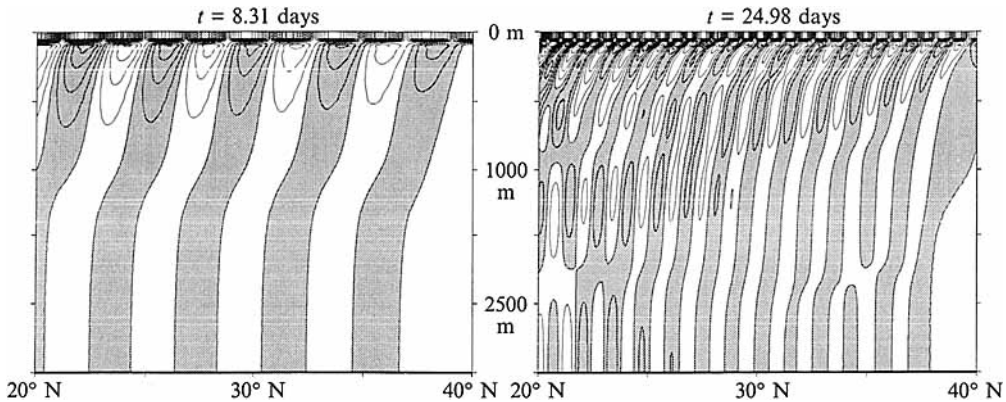 t = 8.31 days
t = 24.98 days
0 m
1000
m
2500
m
20° N
30° N
40° N
20° N
30° N
40° N